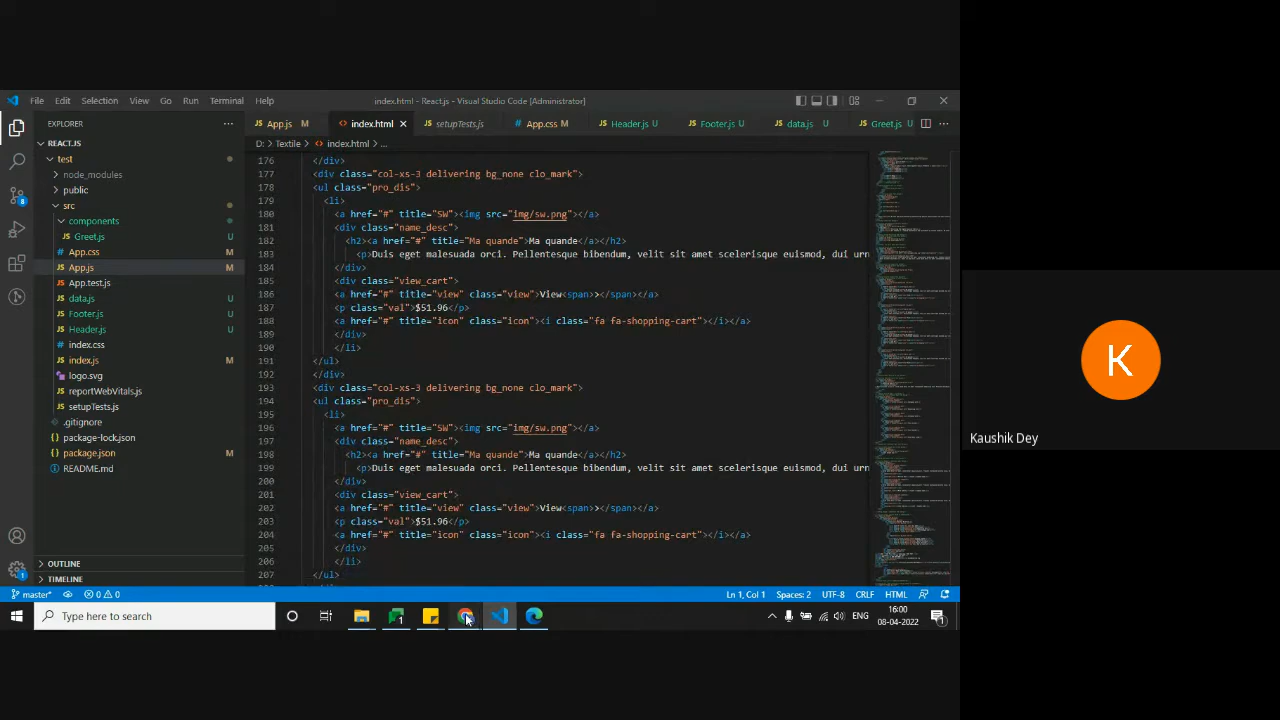 File Edit Selection View Go Run Terminal Help
index.html - React.js - Visual Studio Code [Administrator]
EXPLORER
App.js M
index.html
setupTests.js
App.css M
Header.js U
Footer.js U
data.js U
Greet.js U
REACT.JS
D: > Textile > index.html > ...
test
node_modules
public
src
components
Greet.js U
App.css M
App.js M
App.test.js
data.js U
Footer.js U
Header.js U
index.css
index.js M
logo.svg
reportWebVitals.js
setupTests.js
.gitignore
package-lock.json
package.json M
README.md
OUTLINE
TIMELINE
176 </div>
177 <div class="col-xs-3 delivering bg_none clo_mark">
178 <ul class="pro_dis">
179 <li>
180 <a href="#" title="SW"><img src="img/sw.png"></a>
181 <div class="name_desc">
182 <h2><a href="#" title="Ma quande">Ma quande</a></h2>
183 <p>Duis eget malesuada orci. Pellentesque bibendum, velit sit amet scelerisque euismod, dui urn
184 </div>
185 <div class="view_cart">
186 <a href="#" title="view" class="view">View<span>></span></a>
187 <p class="val">$51.96</p>
188 <a href="#" title="icon" class="icon"><i class="fa fa-shopping-cart"></i></a>
189 </div>
190 </li>
191 </ul>
192 </div>
193 <div class="col-xs-3 delivering bg_none clo_mark">
194 <ul class="pro_dis">
195 <li>
196 <a href="#" title="SW"><img src="img/sw.png"></a>
197 <div class="name_desc">
198 <h2><a href="#" title="Ma quande">Ma quande</a></h2>
199 <p>Duis eget malesuada orci. Pellentesque bibendum, velit sit amet scelerisque euismod, dui urn
200 </div>
201 <div class="view_cart">
202 <a href="#" title="view" class="view">View<span>></span></a>
203 <p class="val">$51.96</p>
204 <a href="#" title="icon" class="icon"><i class="fa fa-shopping-cart"></i></a>
205 </div>
206 </li>
207 </ul>
master* 0 0
Ln 1, Col 1 Spaces: 2 UTF-8 CRLF HTML
Type here to search
ENG
16:00
08-04-2022
K
Kaushik Dey